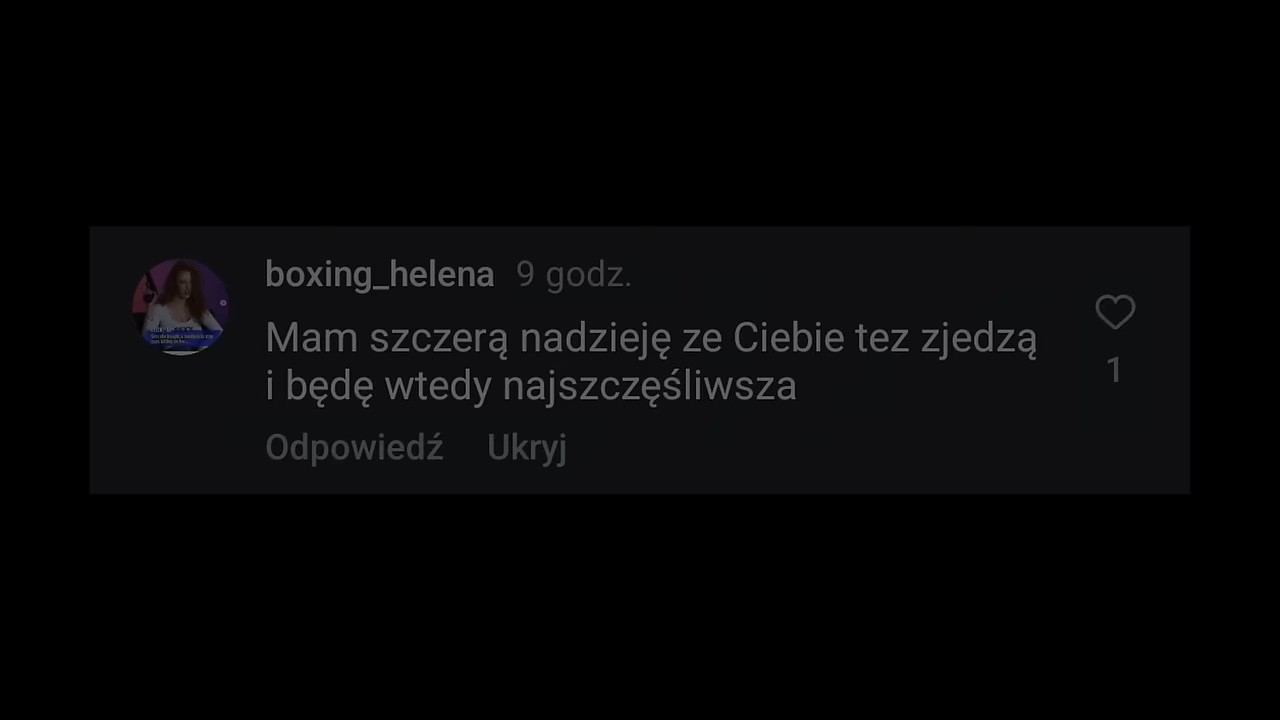 boxing_helena 9 godz.
Mam szczerą nadzieję ze Ciebie tez zjedzą
i będę wtedy najszczęśliwsza
1
Odpowiedź Ukryj